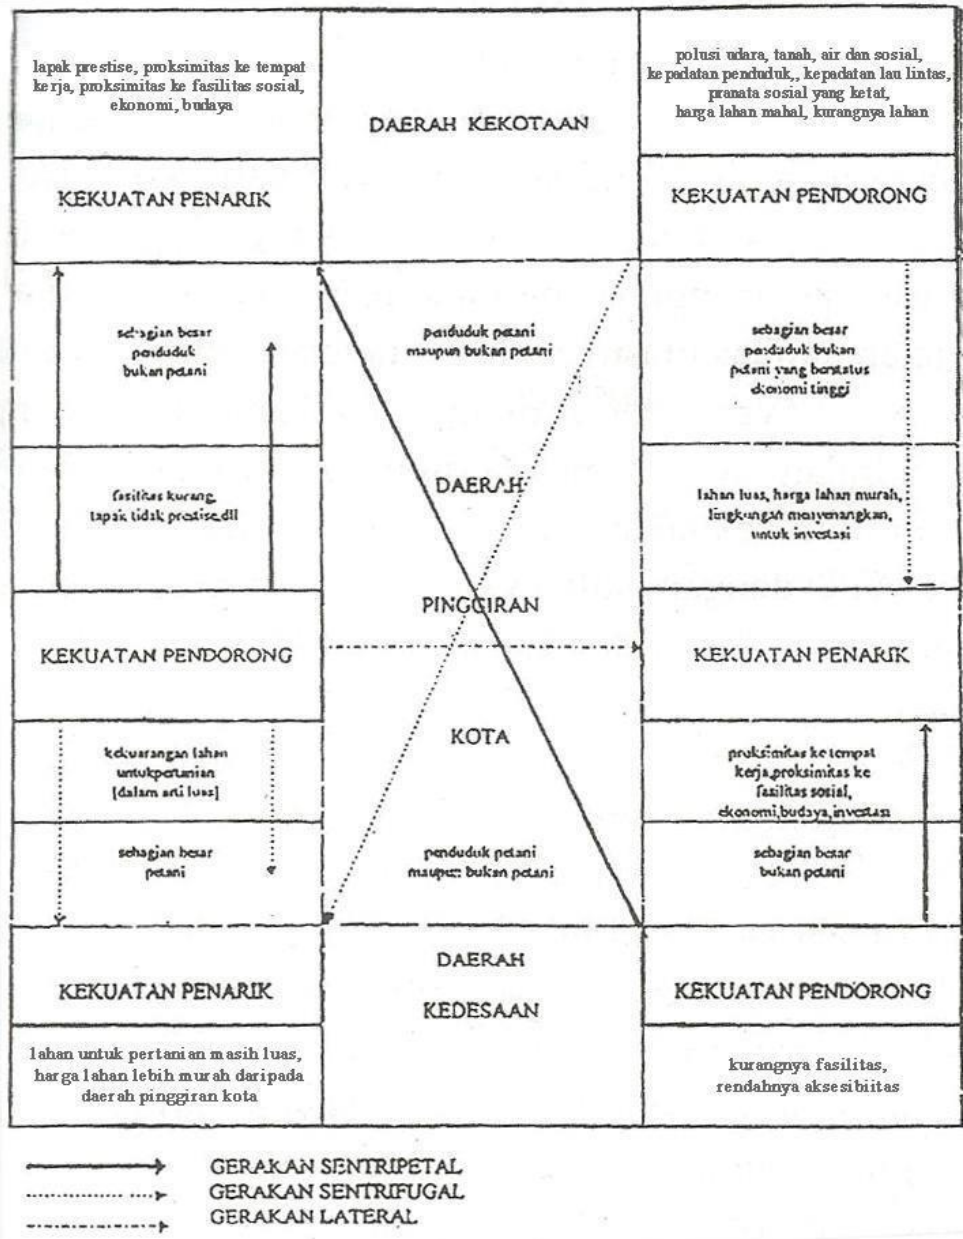 lapak prestise, proksimitas ke tempat
kerja, proksimitas ke fasilitas sosial,
ekonomi, budaya
DAERAH KEKOTAAN
polusi udara, tanah, air dan sosial,
kepadatan penduduk,, kepadatan lau lintas,
pranata sosial yang ketat,
harga lahan mahal, kurangnya lahan
KEKUATAN PENARIK
KEKUATAN PENDORONG
sebagian besar
penduduk
bukan petani
penduduk petani
maupun bukan petani
sebagian besar
penduduk bukan
petani yang berstatus
ekonomi tinggi
fasilitas kurang,
tapak tidak prestise,dll
DAERAH
lahan luas, harga lahan murah,
lingkungan menyenangkan,
untuk investasi
PINGGIRAN
KEKUATAN PENDORONG
KEKUATAN PENARIK
KOTA
kekuarangan lahan
untukpertanian
[dalam arti luas]
proksimitas ke tempat
kerja,proksimitas ke
fasilitas sosial,
ekonomi,budaya,investasi
sebagian besar
petani
penduduk petani
maupun bukan petani
sebagian besar
bukan petani
DAERAH
KEDESAAN
KEKUATAN PENARIK
KEKUATAN PENDORONG
lahan untuk pertanian masih luas,
harga lahan lebih murah daripada
daerah pinggiran kota
kurangnya fasilitas,
rendahnya aksesibiitas
GERAKAN SENTRIPETAL
GERAKAN SENTRIFUGAL
GERAKAN LATERAL